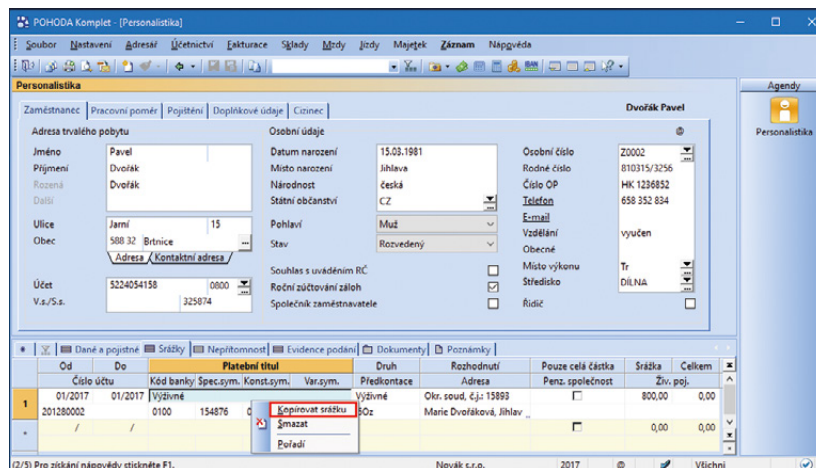 POHODA Komplet - [Personalistika]
Soubor Nastavení Adresář Účetnictví Fakturace Sklady Mzdy Jízdy Majetek Záznam Nápověda
Personalistika
Agendy
Zaměstnanec Pracovní poměr Pojištění Doplňkové údaje Cizinec
Dvořák Pavel
Personalistika
Adresa trvalého pobytu Osobní údaje @
Jméno Pavel Datum narození 15.03.1981 Osobní číslo Z0002
Příjmení Dvořák Místo narození Jihlava Rodné číslo 810315/3256
Rozená Dvořák Národnost česká Číslo OP HK 1236852
Další Státní občanství CZ Telefon 658 352 834
E-mail
Ulice Jarní 15 Pohlaví Muž
Vzdělání vyučen
Obec 588 32 Brtnice Stav Rozvedený
Obecné
Adresa Kontaktní adresa
Souhlas s uváděním RČ Místo výkonu Tr
Účet 5224054158 0800 Roční zúčtování záloh Středisko DÍLNA
V.s./S.s. 325874 Společník zaměstnavatele Řidič
Dané a pojistné Srážky Nepřítomnost Evidence podání Dokumenty Poznámky
Od Do Platební titul Druh Rozhodnutí Pouze celá částka Srážka Celkem
Číslo účtu Kód banky Spec.sym. Konst.sym. Var.sym. Předkontace Adresa Penz. společnost Živ. poj.
1 01/2017 01/2017 Výživné Výživné Okr. soud, č.j.: 15893 800,00 0,00
201280002 0100 154876 Marie Dvořáková, Jihlav
Kopírovat srážku
Smazat
Pořadí
* / / 0,00 0,00
(2/5) Pro získání nápovědy stiskněte F1. Novák s.r.o. 2017 @ Všichni